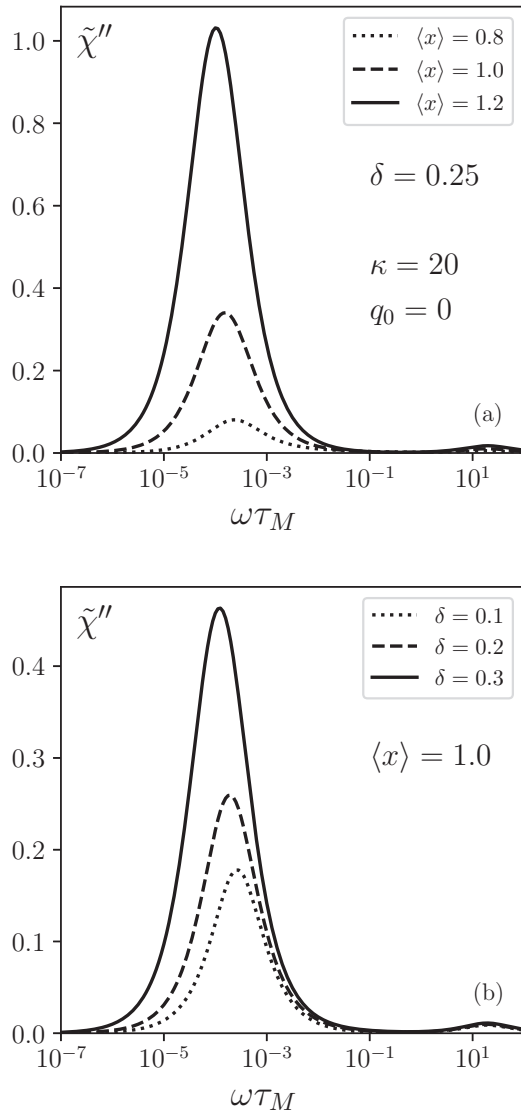 χ̃′′
⟨x⟩ = 0.8
⟨x⟩ = 1.0
⟨x⟩ = 1.2
δ = 0.25
κ = 20
q₀ = 0
(a)
1.0
0.8
0.6
0.4
0.2
0.0
10⁻⁷ 10⁻⁵ 10⁻³ 10⁻¹ 10¹
ωτ_M
χ̃′′
δ = 0.1
δ = 0.2
δ = 0.3
⟨x⟩ = 1.0
(b)
0.4
0.3
0.2
0.1
0.0
10⁻⁷ 10⁻⁵ 10⁻³ 10⁻¹ 10¹
ωτ_M